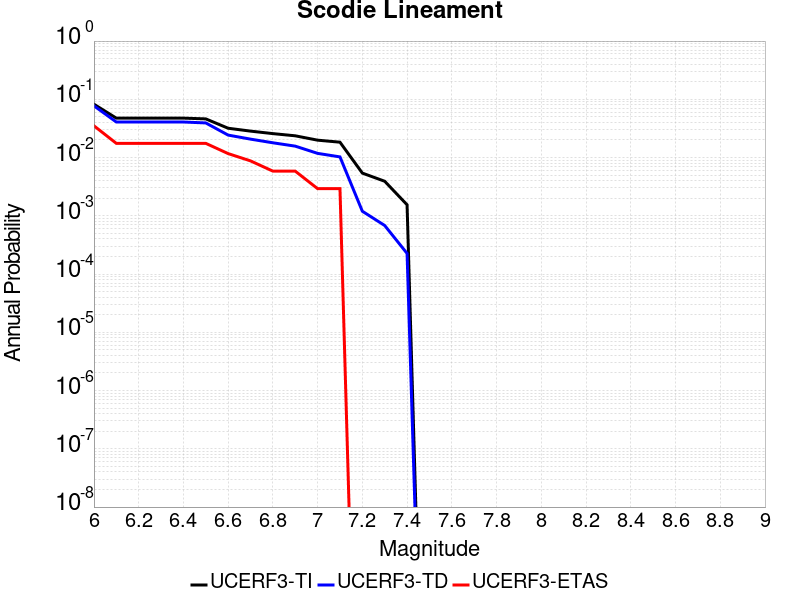 Scodie Lineament
10^0
10^-1
10^-2
10^-3
10^-4
10^-5
10^-6
10^-7
10^-8
Annual Probability
6 6.2 6.4 6.6 6.8 7 7.2 7.4 7.6 7.8 8 8.2 8.4 8.6 8.8 9
Magnitude
UCERF3-TI UCERF3-TD UCERF3-ETAS